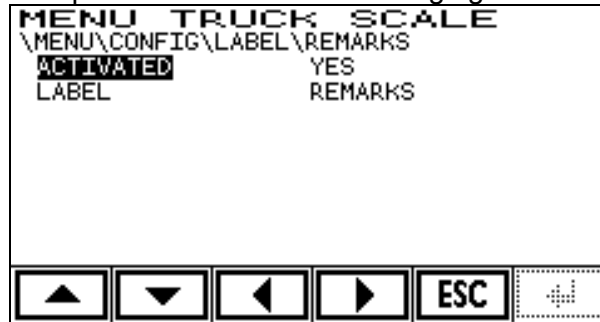 MENU TRUCK SCALE
\MENU\CONFIG\LABEL\REMARKS
ACTIVATED YES
LABEL REMARKS
ESC